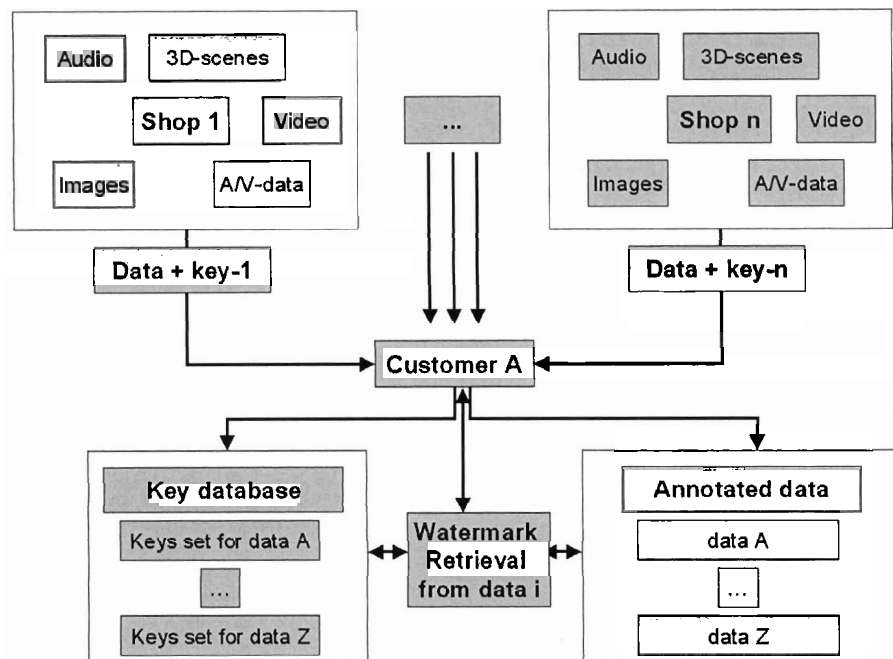 Audio
3D-scenes
Shop 1
Video
Images
A/V-data
...
Audio
3D-scenes
Shop n
Video
Images
A/V-data
Data + key-1
Data + key-n
Customer A
Key database
Keys set for data A
...
Keys set for data Z
Watermark
Retrieval
from data i
Annotated data
data A
...
data Z